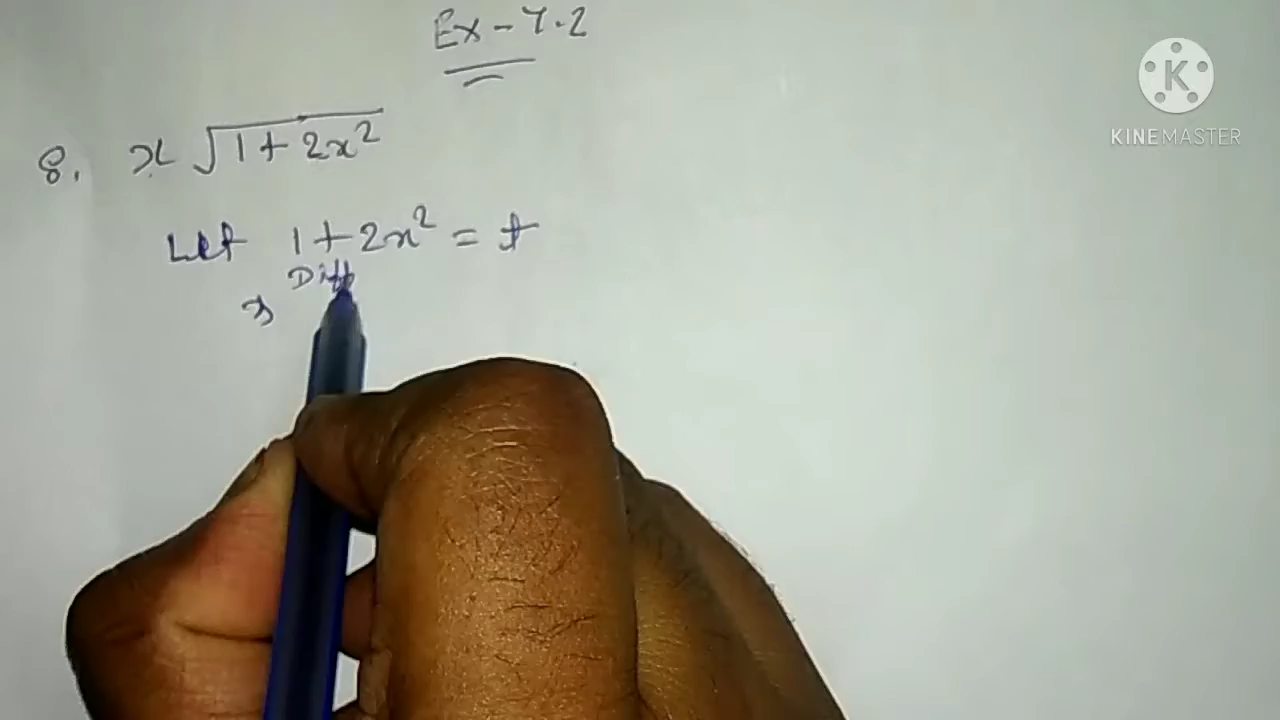 Ex - 7.2
K
KINEMASTER
8. x √1 + 2x²
Let 1 + 2x² = t
Diff